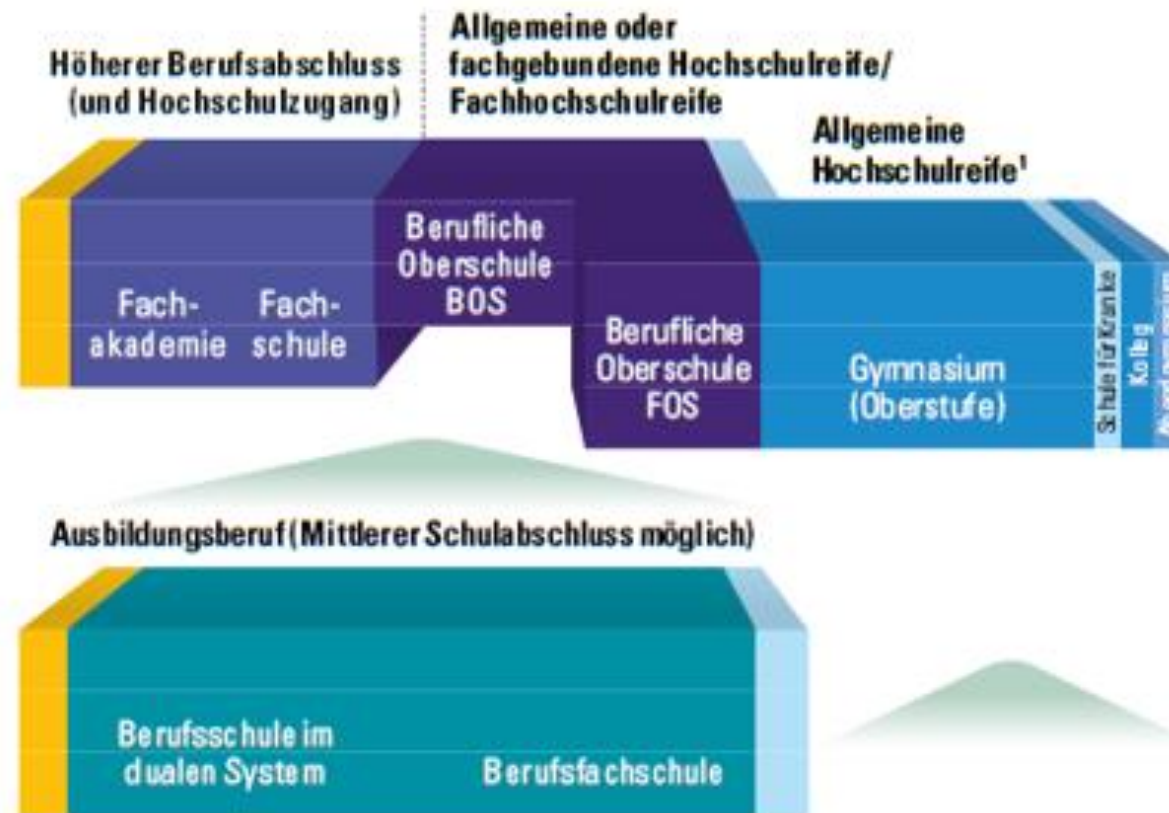 Höherer Berufsabschluss
(und Hochschulzugang)
Allgemeine oder
fachgebundene Hochschulreife/
Fachhochschulreife
Allgemeine
Hochschulreife¹
Fach-
akademie
Fach-
schule
Berufliche
Oberschule
BOS
Berufliche
Oberschule
FOS
Gymnasium
(Oberstufe)
Schule für Kranke
Kolleg
Ausbildungsberuf (Mittlerer Schulabschluss möglich)
Berufsschule im
dualen System
Berufsfachschule